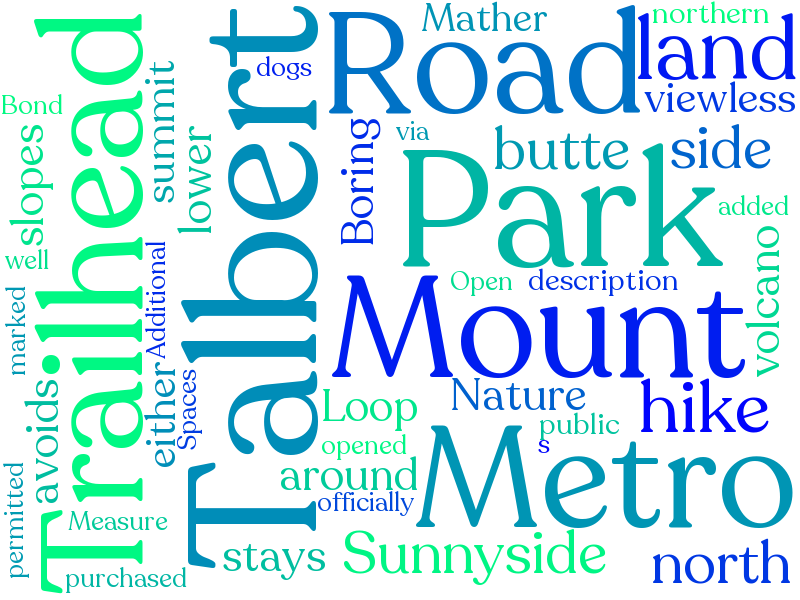 Trailhead
Talbert
Road
Mather
northern
land
viewless
dogs
Bond
summit
slopes
lower
Boring
via
butte
side
Park
added
well
Additional
marked
Open
description
volcano
Mount
avoids
either
Spaces
Loop
Nature
hike
opened
public
s
around
officially
Metro
permitted
Measure
purchased
stays
Sunnyside
north